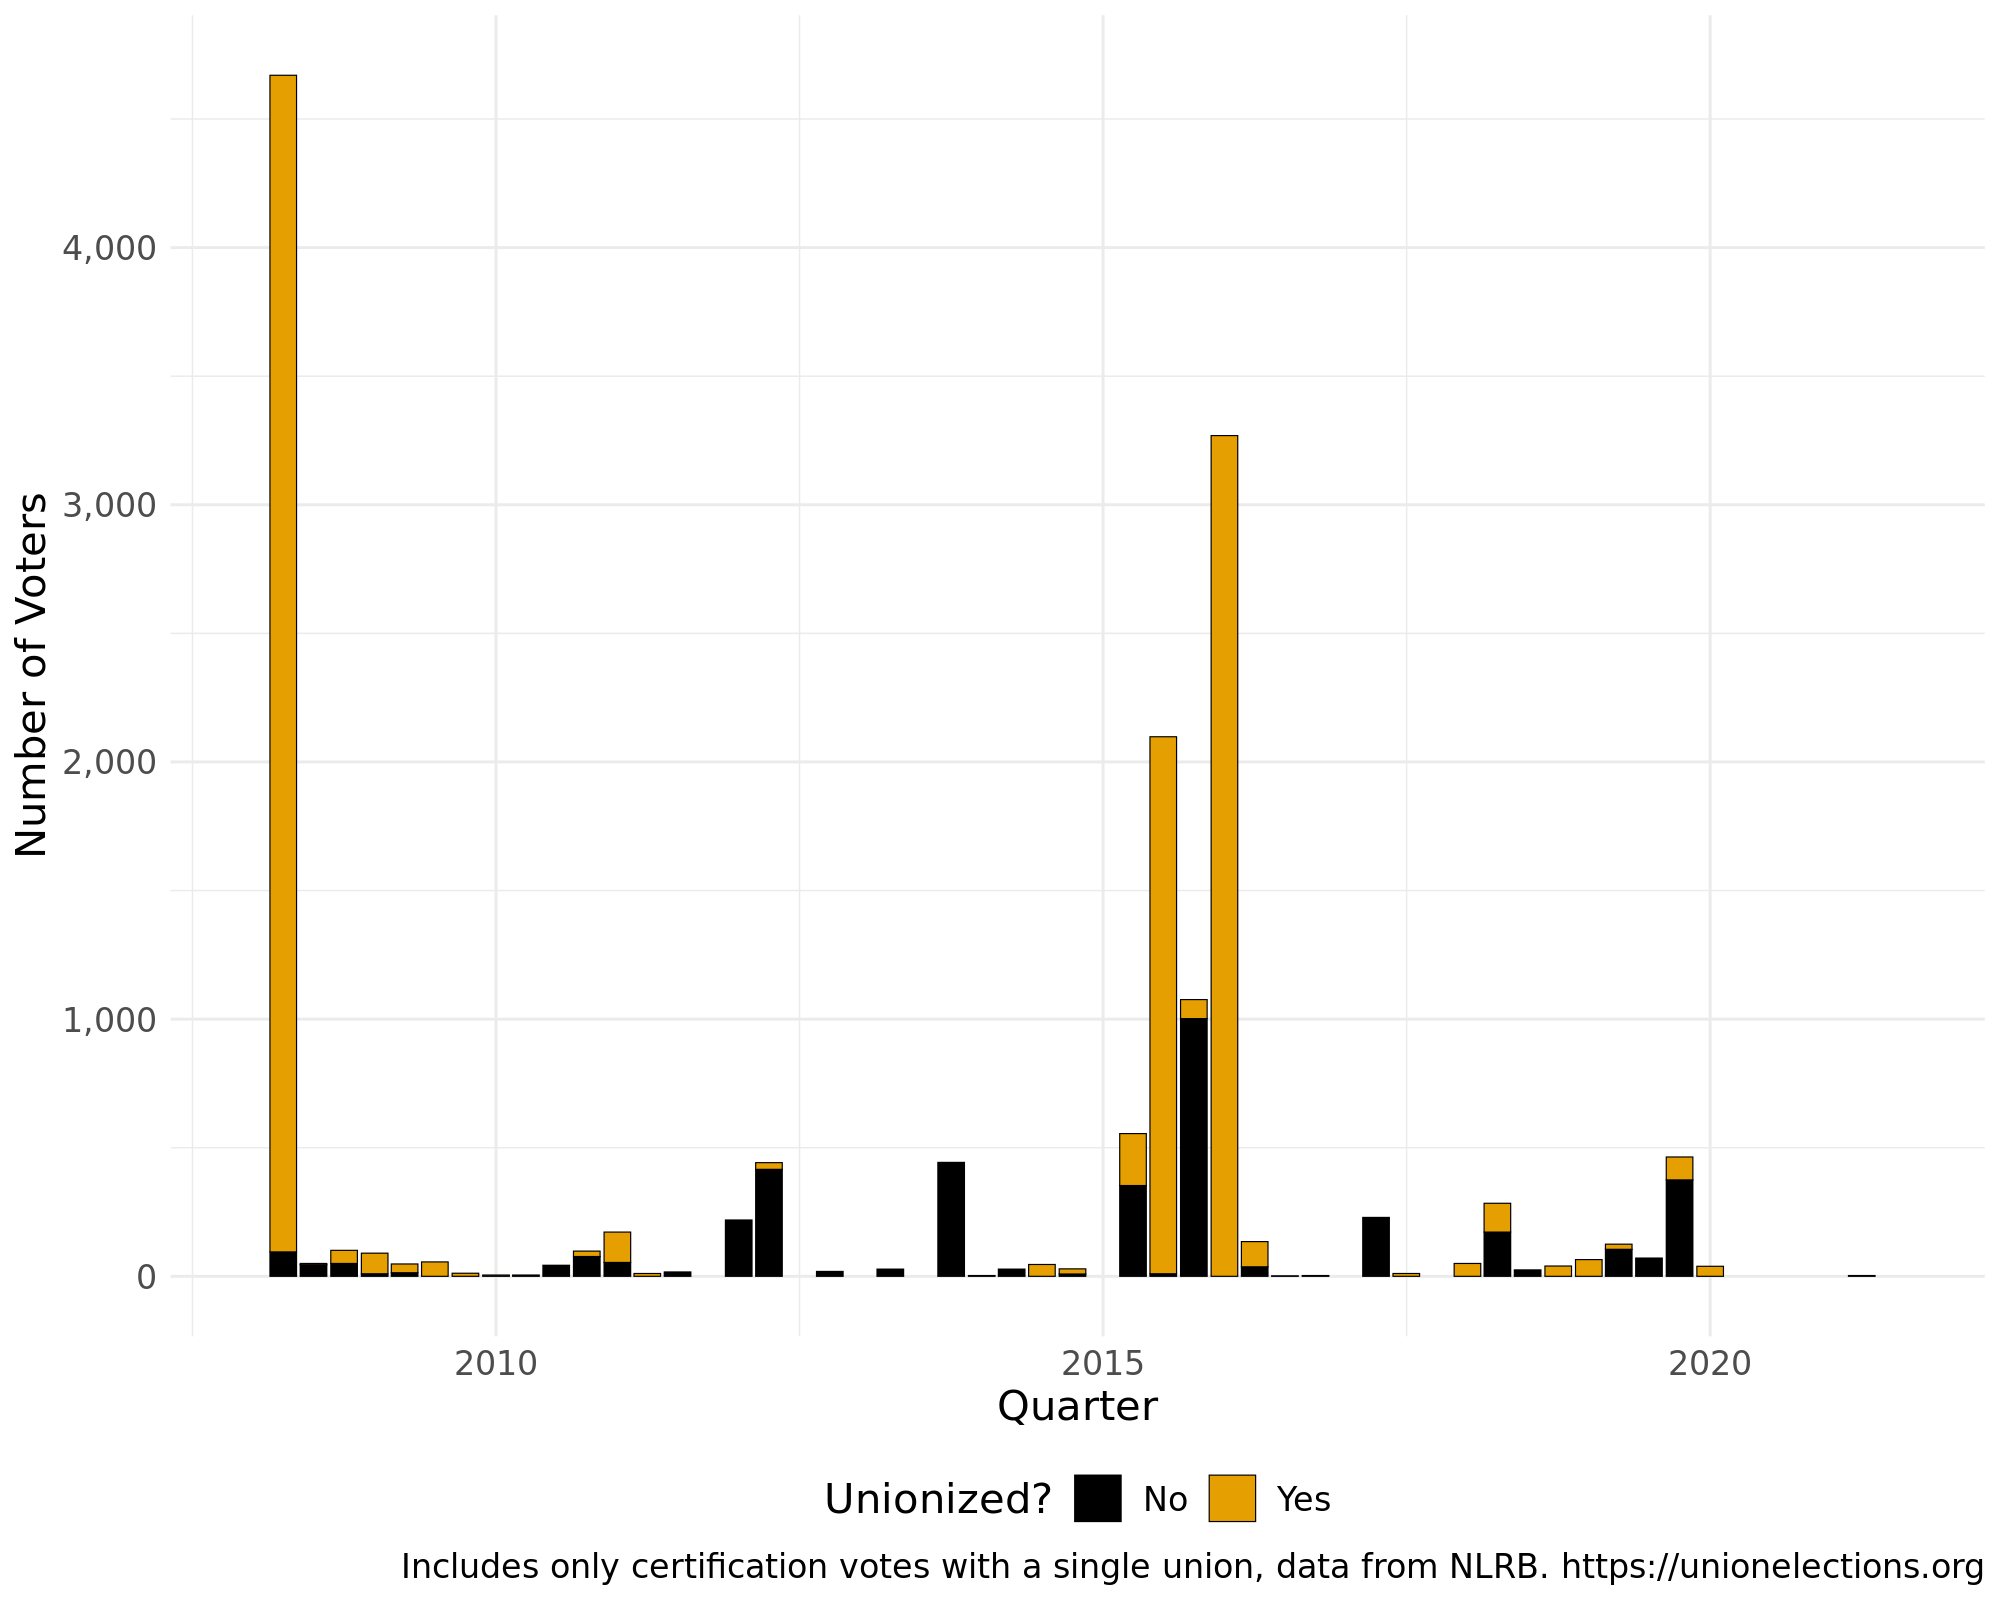 Number of Voters
4,000
3,000
2,000
1,000
0
2010 2015 2020
Quarter
Unionized? No Yes
Includes only certification votes with a single union, data from NLRB. https://unionelections.org